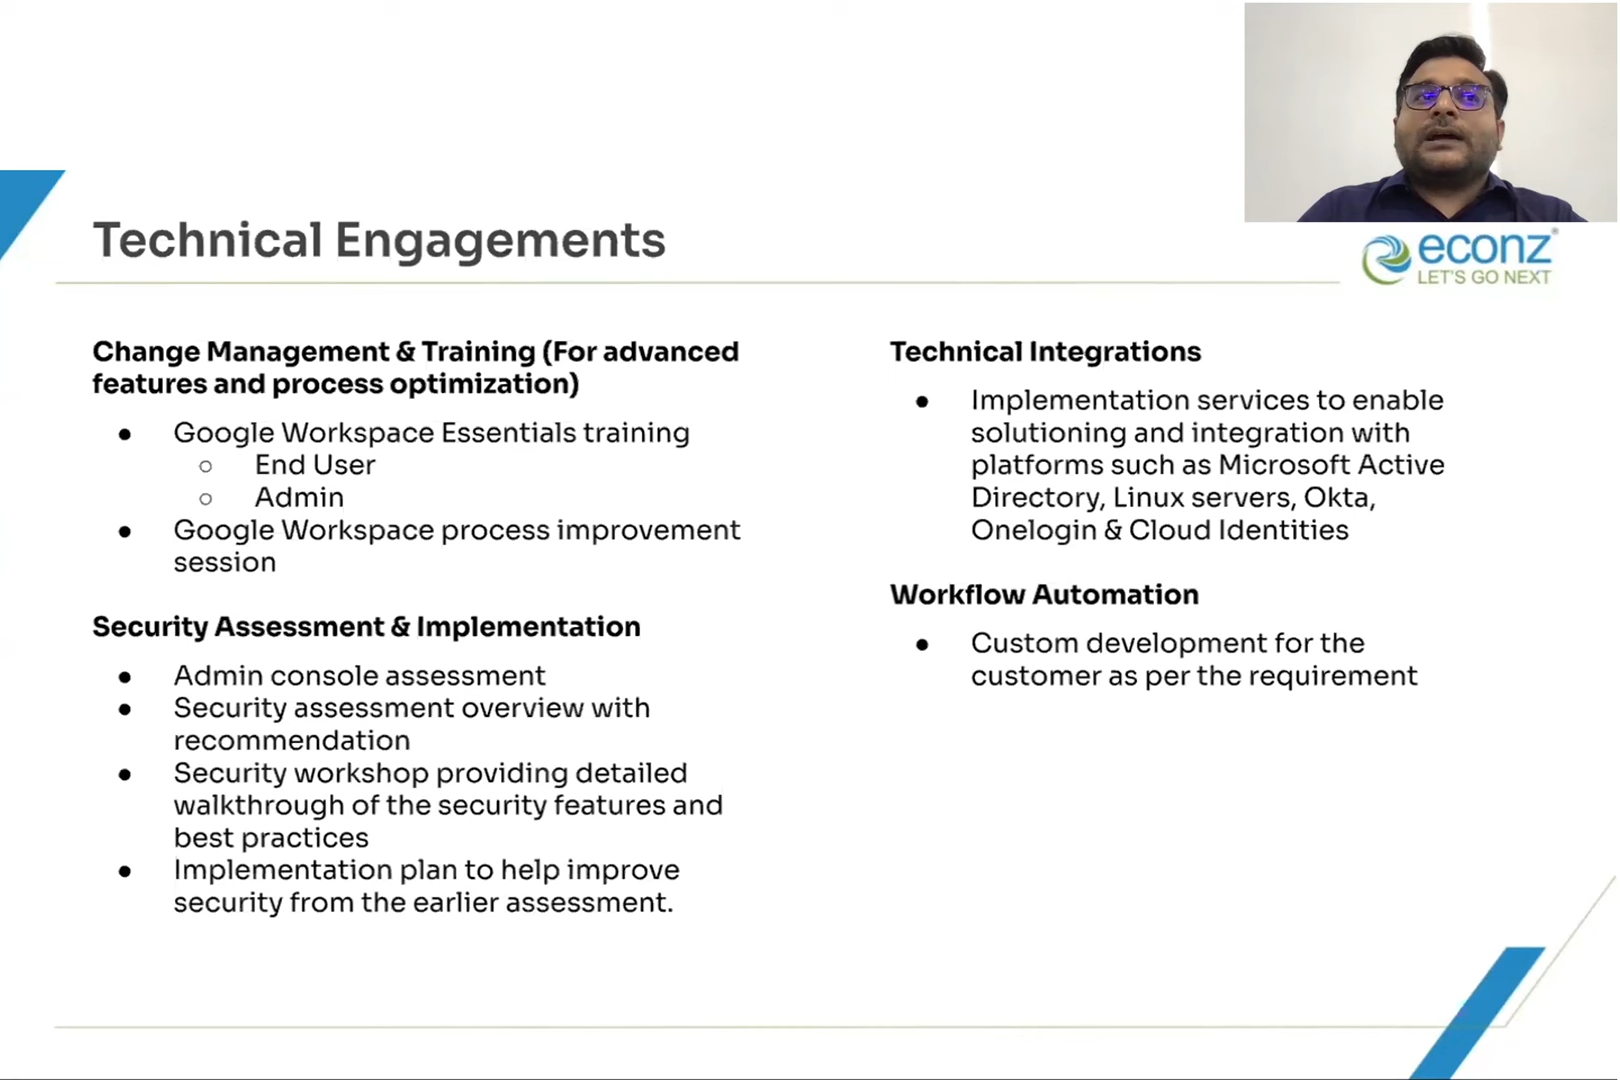 Technical Engagements
econz®
LET'S GO NEXT
Change Management & Training (For advanced
features and process optimization)
● Google Workspace Essentials training
○ End User
○ Admin
● Google Workspace process improvement
session
Security Assessment & Implementation
● Admin console assessment
● Security assessment overview with
recommendation
● Security workshop providing detailed
walkthrough of the security features and
best practices
● Implementation plan to help improve
security from the earlier assessment.
Technical Integrations
● Implementation services to enable
solutioning and integration with
platforms such as Microsoft Active
Directory, Linux servers, Okta,
Onelogin & Cloud Identities
Workflow Automation
● Custom development for the
customer as per the requirement